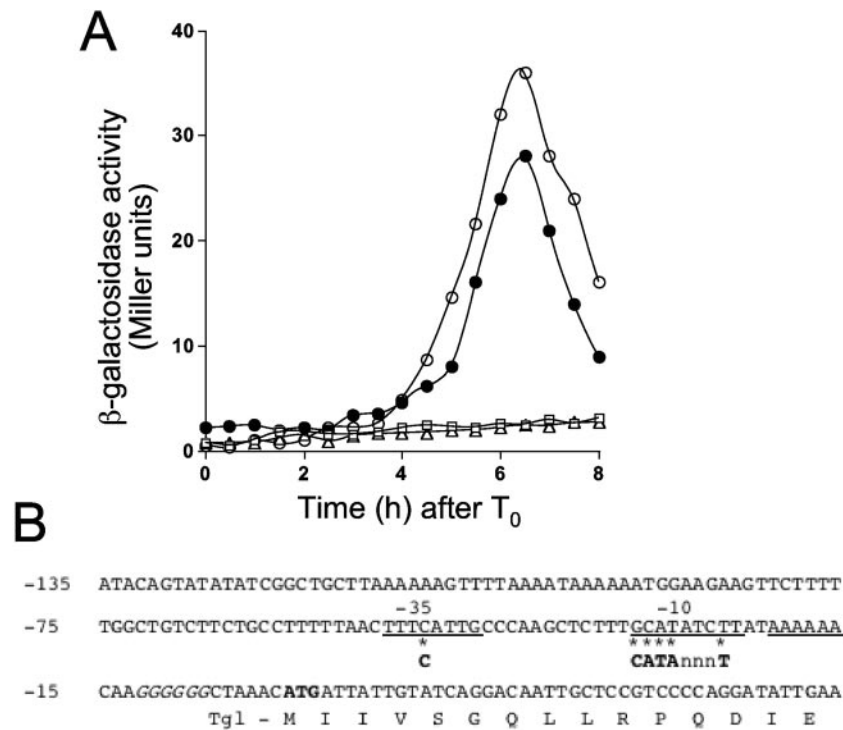 A
40
30
20
10
0
β-galactosidase activity
(Miller units)
0 2 4 6 8
Time (h) after T0
B
-135 ATACAGTATATATCGGCTGCTTAAAAAAGTTTTAAAATAAAAAATGGAAGAAGTTCTTTT
-35 -10
-75 TGGCTGTCTTCTGCCTTTTTAACTTTCATTGCCCAAGCTCTTTGCATATCTTATAAAAAA
* **** *
C CATAnnnT
-15 CAAGGGGGGCTAAACATGATTATTGTATCAGGACAATTGCTCCGTCCCCAGGATATTGAA
Tgl - M I I V S G Q L L R P Q D I E